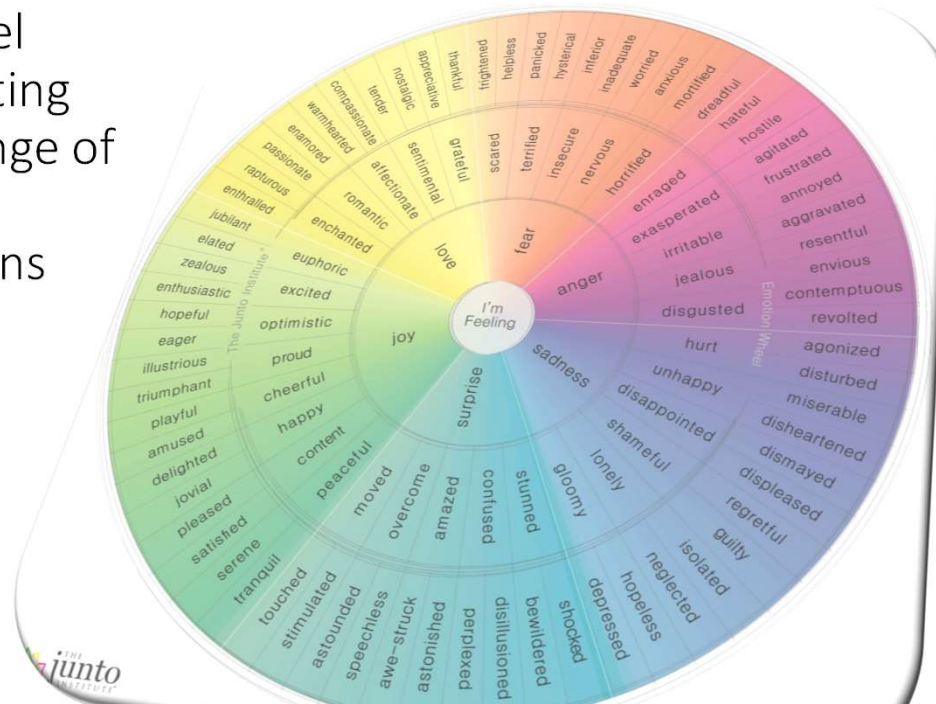 el
ting
nge of
ns
I'm
Feeling
love
fear
anger
sadness
surprise
joy
enchanted
romantic
affectionate
sentimental
grateful
scared
terrified
insecure
nervous
horrified
enraged
exasperated
irritable
jealous
disgusted
hurt
unhappy
disappointed
shameful
lonely
gloomy
stunned
confused
amazed
overcome
moved
peaceful
content
happy
cheerful
proud
optimistic
excited
euphoric
enthralled
rapturous
passionate
enamored
warmhearted
compassionate
tender
nostalgic
appreciative
thankful
frightened
helpless
panicked
hysterical
inferior
inadequate
worried
anxious
mortified
dreadful
hateful
hostile
agitated
frustrated
annoyed
aggravated
resentful
envious
contemptuous
revolted
agonized
disturbed
miserable
disheartened
dismayed
displeased
regretful
guilty
isolated
neglected
hopeless
depressed
shocked
bewildered
disillusioned
perplexed
astonished
awe-struck
speechless
astounded
stimulated
touched
tranquil
serene
satisfied
pleased
jovial
delighted
amused
playful
triumphant
illustrious
eager
hopeful
enthusiastic
zealous
elated
jubilant
The Junto Institute
Emotion Wheel
THE
junto
INSTITUTE